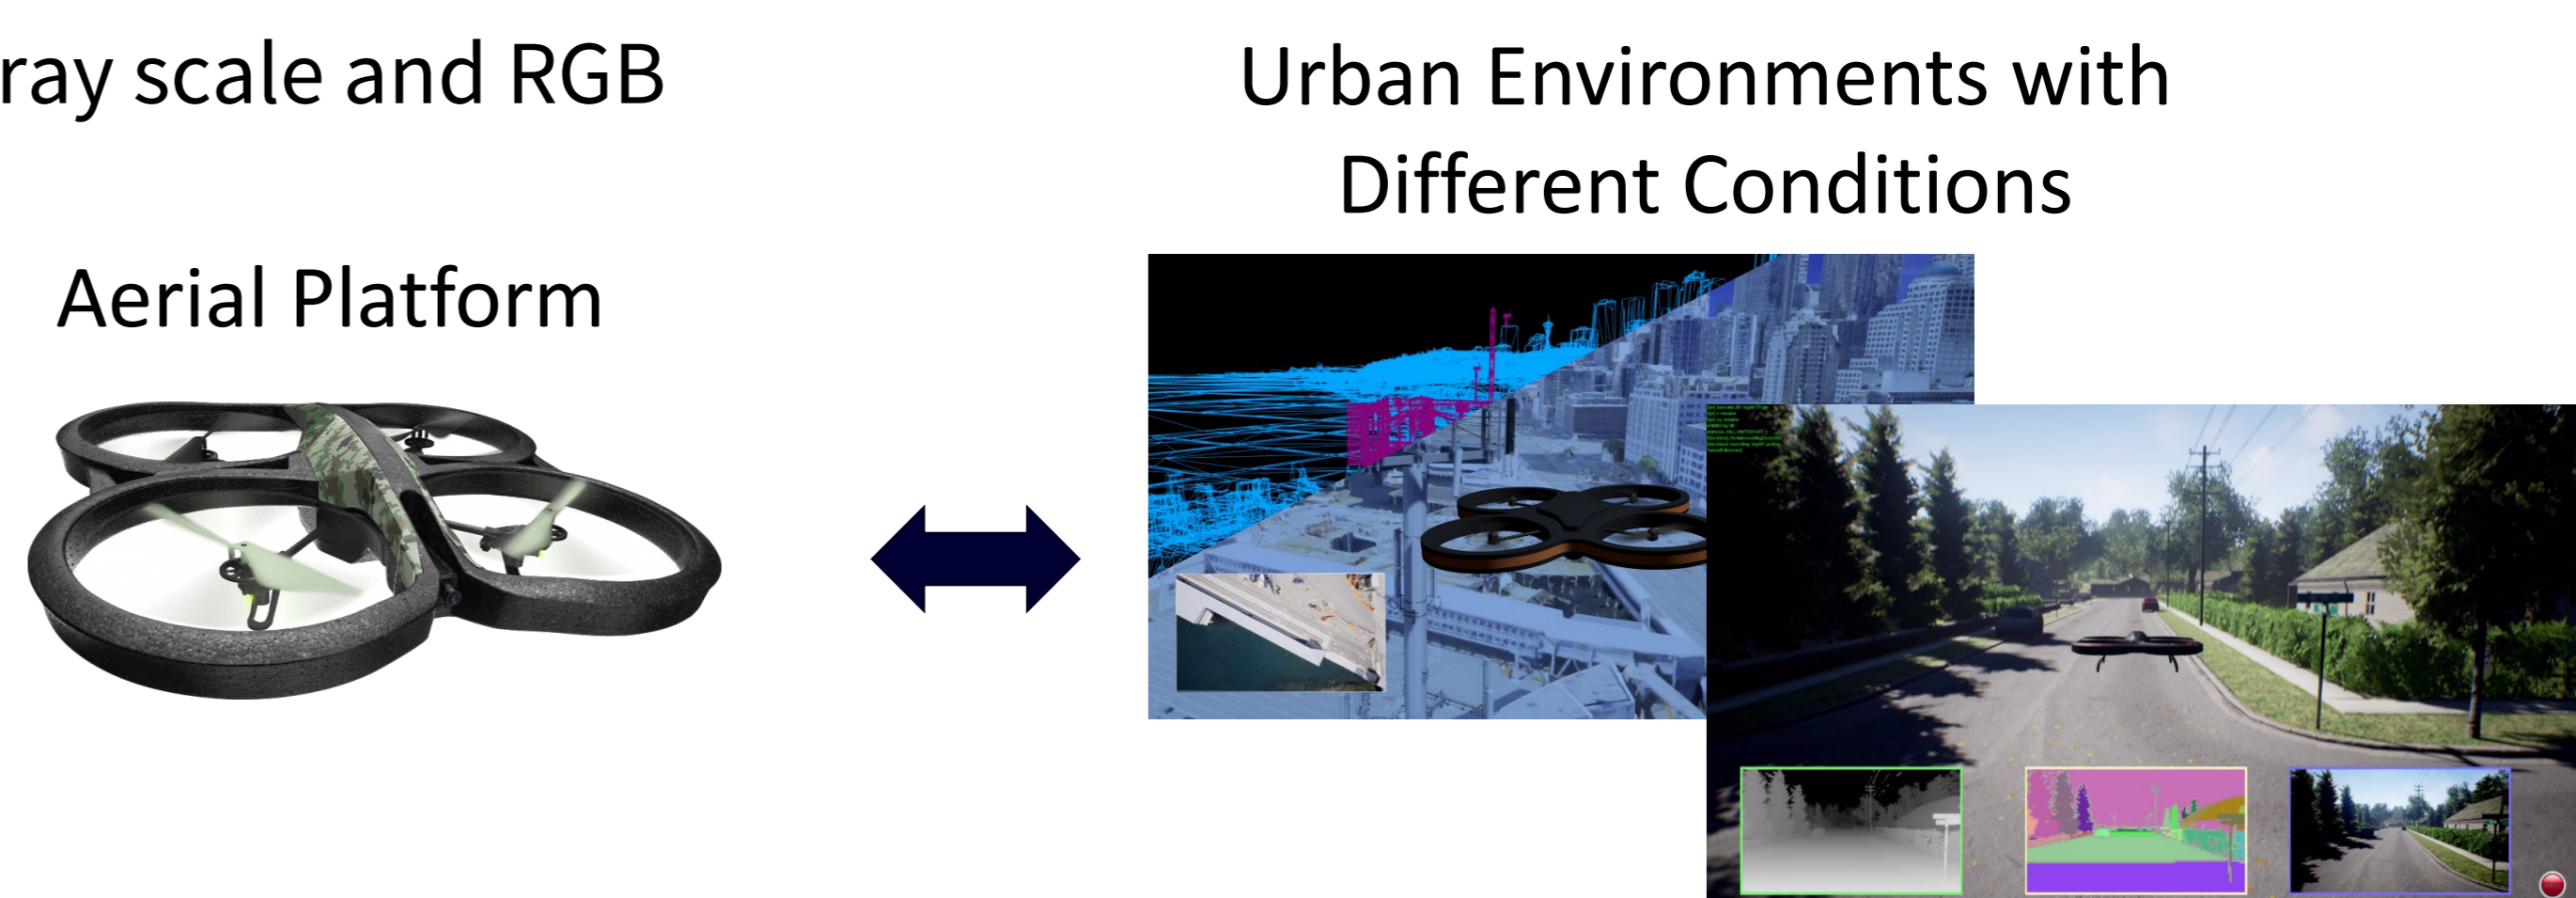 ray scale and RGB
Aerial Platform
Urban Environments with
Different Conditions